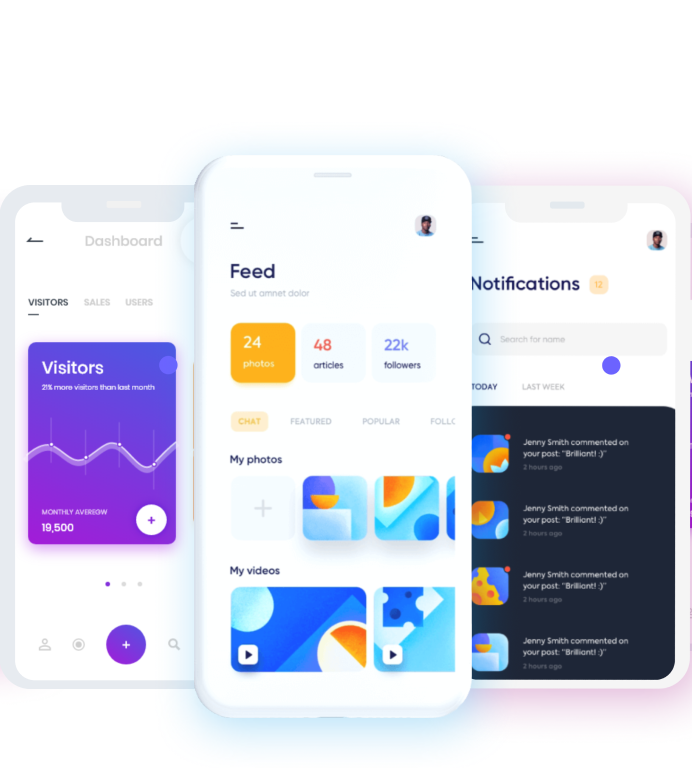 Dashboard
VISITORS SALES USERS
Visitors
21% more visitors than last month
MONTHLY AVEREGW
19,500
Feed
Sed ut amnet dolor
24
photos
48
articles
22k
followers
CHAT FEATURED POPULAR FOLLO
My photos
My videos
Notifications 12
Search for name
TODAY LAST WEEK
Jenny Smith commented on
your post: "Brilliant! :)"
2 hours ago
Jenny Smith commented on
your post: "Brilliant! :)"
2 hours ago
Jenny Smith commented on
your post: "Brilliant! :)"
2 hours ago
Jenny Smith commented on
your post: "Brilliant! :)"
2 hours ago